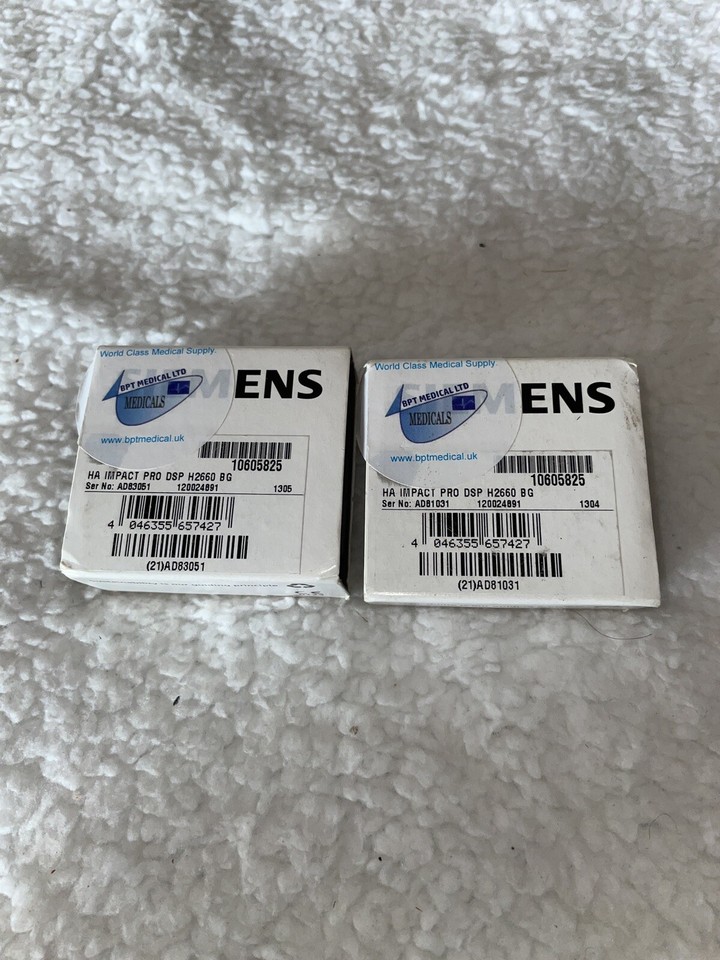 World Class Medical Supply.
SIEMENS
BPT MEDICAL LTD
MEDICALS
www.bptmedical.uk
10605825
HA IMPACT PRO DSP H2660 BG
Ser No: AD83051 120024891 1305
4 046355 657427
(21)AD83051
World Class Medical Supply.
SIEMENS
BPT MEDICAL LTD
MEDICALS
www.bptmedical.uk
10605825
HA IMPACT PRO DSP H2660 BG
Ser No: AD81031 120024891 1304
4 046355 657427
(21)AD81031